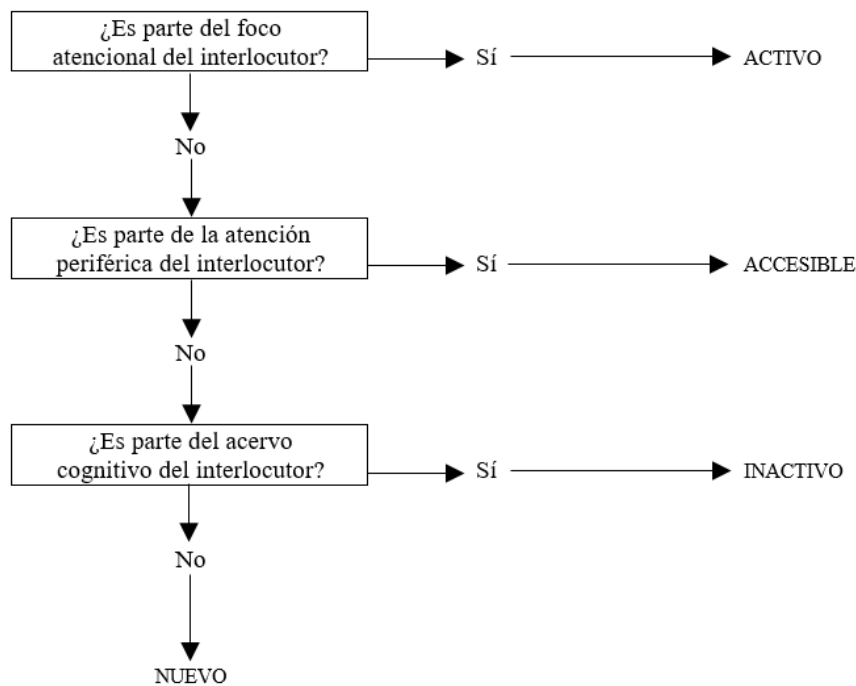 ¿Es parte del foco
atencional del interlocutor?
Sí
ACTIVO
No
¿Es parte de la atención
periférica del interlocutor?
Sí
ACCESIBLE
No
¿Es parte del acervo
cognitivo del interlocutor?
Sí
INACTIVO
No
NUEVO